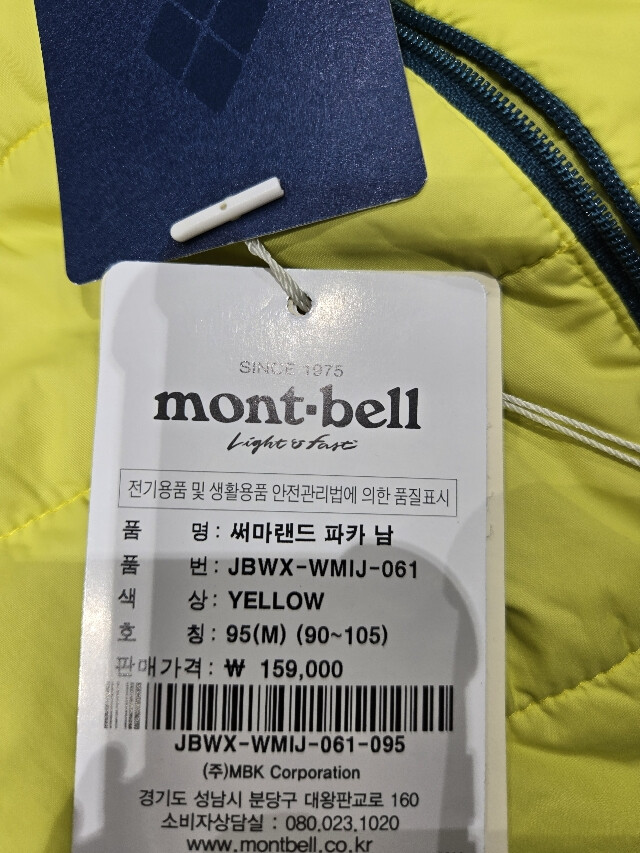 SINCE 1975
mont-bell
Light & Fast
전기용품 및 생활용품 안전관리법에 의한 품질표시
품 명 : 써마랜드 파카 남
품 번 : JBWX-WMIJ-061
색 상 : YELLOW
호 칭 : 95(M) (90~105)
판매가격 : ₩ 159,000
JBWX-WMIJ-061-095
(주)MBK Corporation
경기도 성남시 분당구 대왕판교로 160
소비자상담실 : 080.023.1020
www.montbell.co.kr